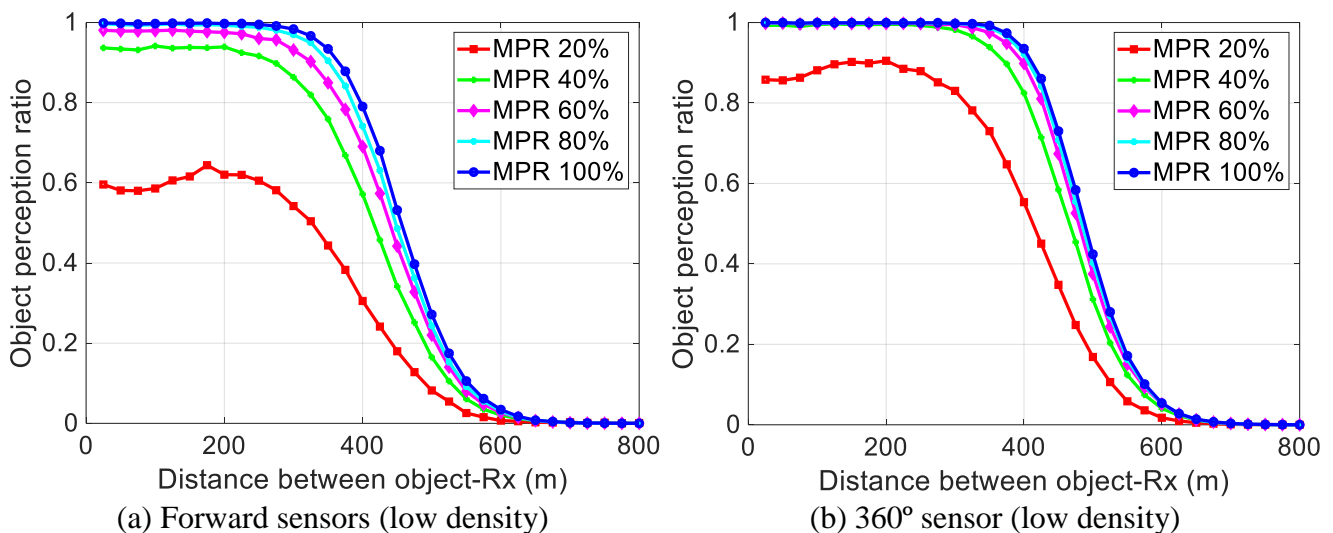 Object perception ratio
1
0.8
0.6
0.4
0.2
0
MPR 20%
MPR 40%
MPR 60%
MPR 80%
MPR 100%
0 200 400 600 800
Distance between object-Rx (m)
(a) Forward sensors (low density)
Object perception ratio
1
0.8
0.6
0.4
0.2
0
MPR 20%
MPR 40%
MPR 60%
MPR 80%
MPR 100%
0 200 400 600 800
Distance between object-Rx (m)
(b) 360º sensor (low density)